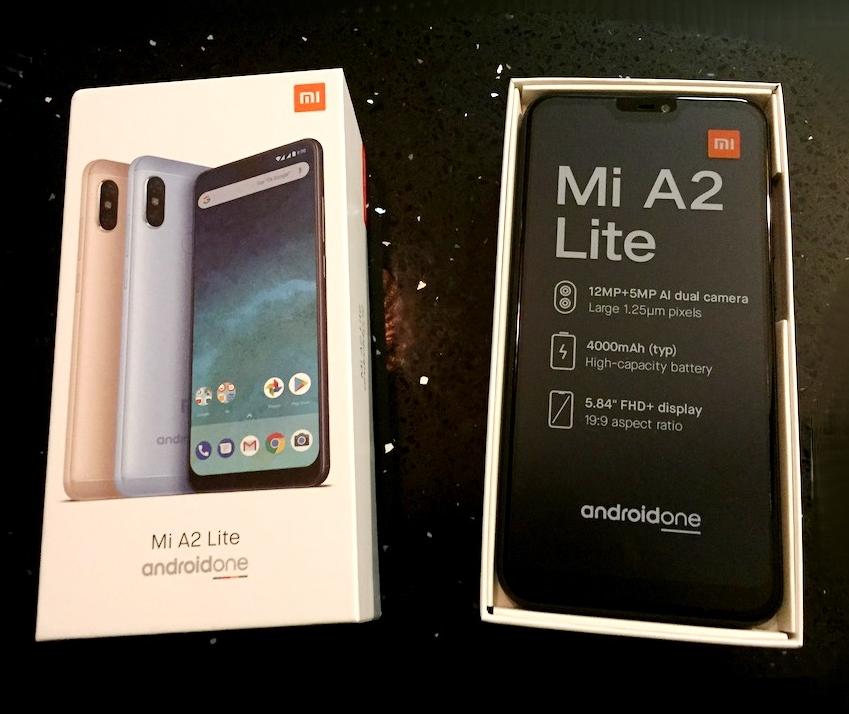 mi
Mi A2 Lite
androidone
mi
Mi A2
Lite
12MP+5MP AI dual camera
Large 1.25µm pixels
4000mAh (typ)
High-capacity battery
5.84" FHD+ display
19:9 aspect ratio
androidone